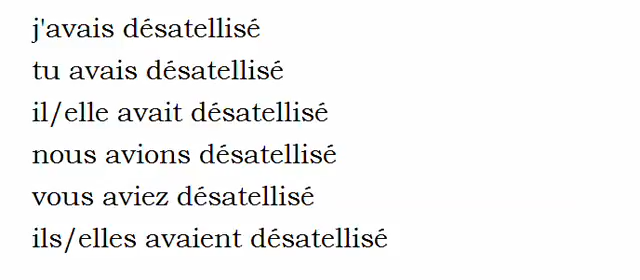 j'avais désatellisé
tu avais désatellisé
il/elle avait désatellisé
nous avions désatellisé
vous aviez désatellisé
ils/elles avaient désatellisé